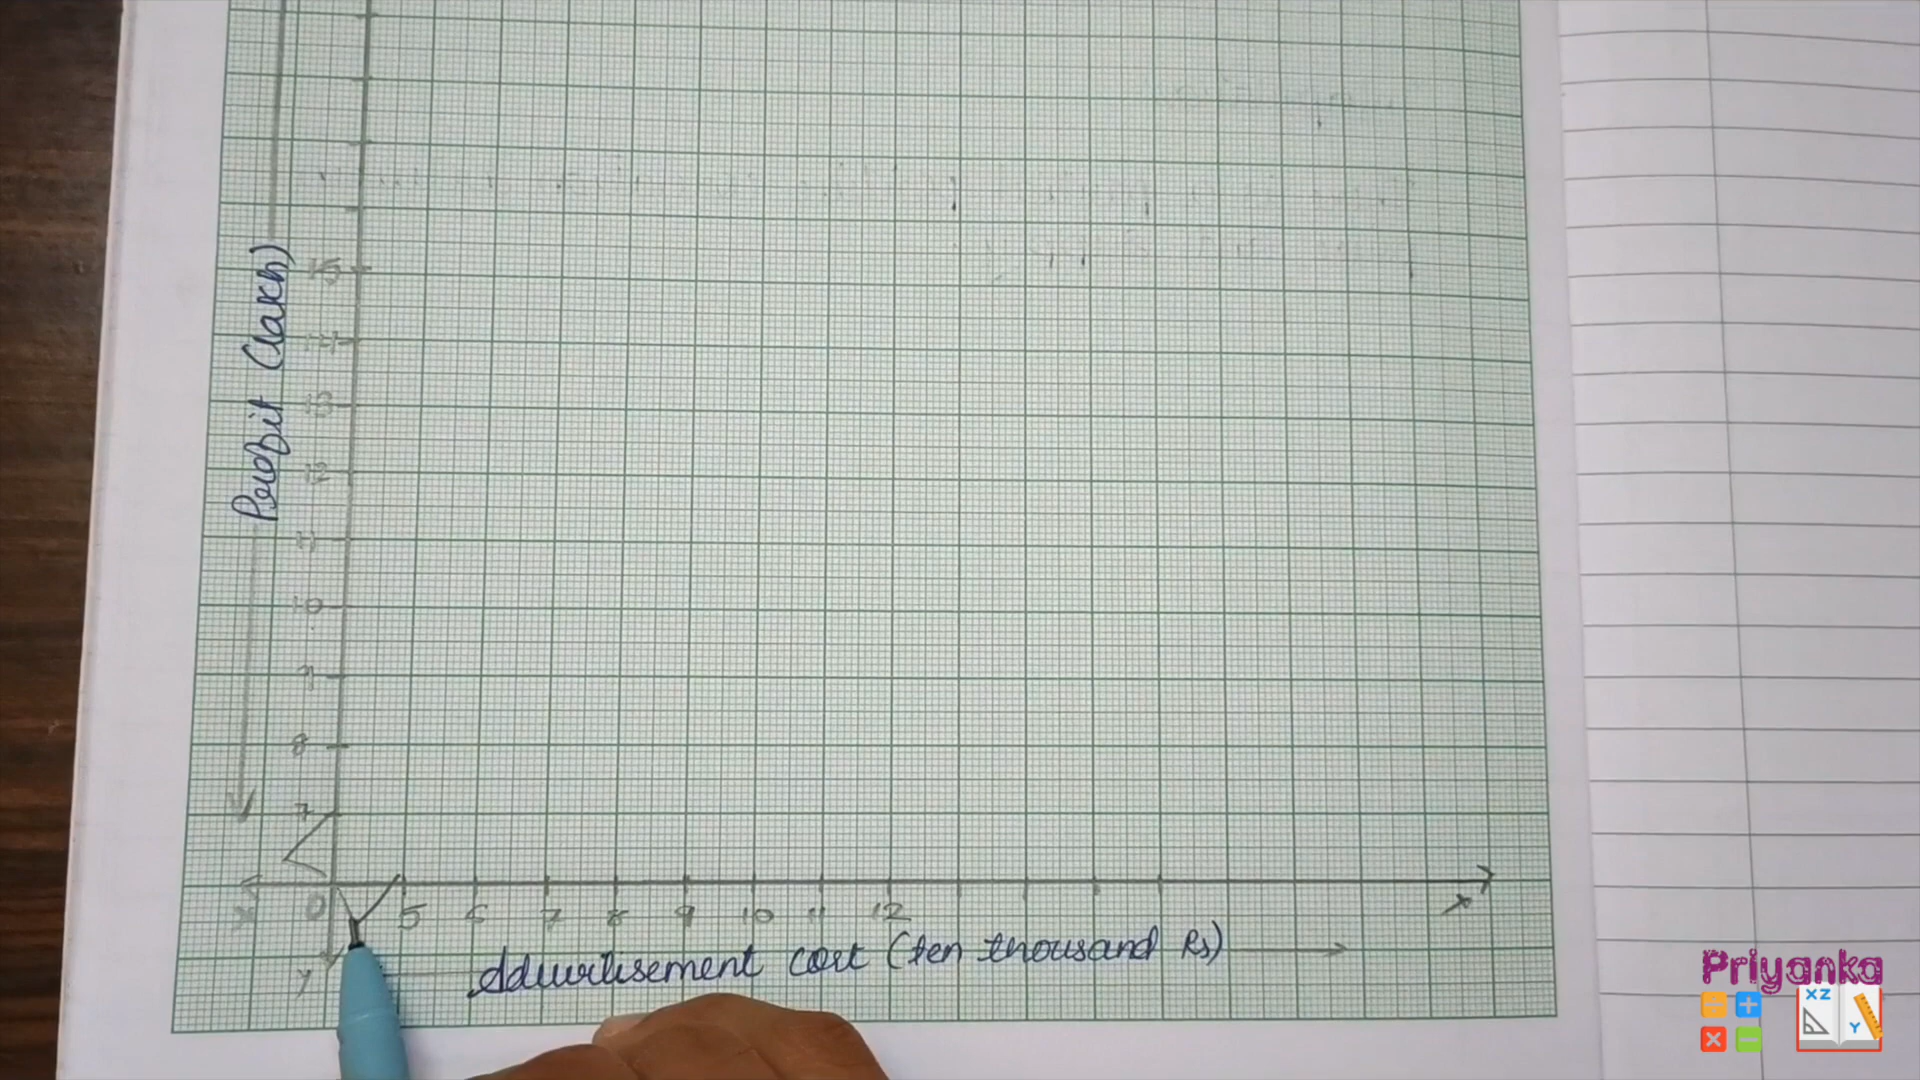 Profit (lakh)
15
14
13
12
11
10
9
8
7
X' O 5 6 7 8 9 10 11 12 X
Y'
Advertisement cost (ten thousand Rs)
Priyanka
XZ
Y